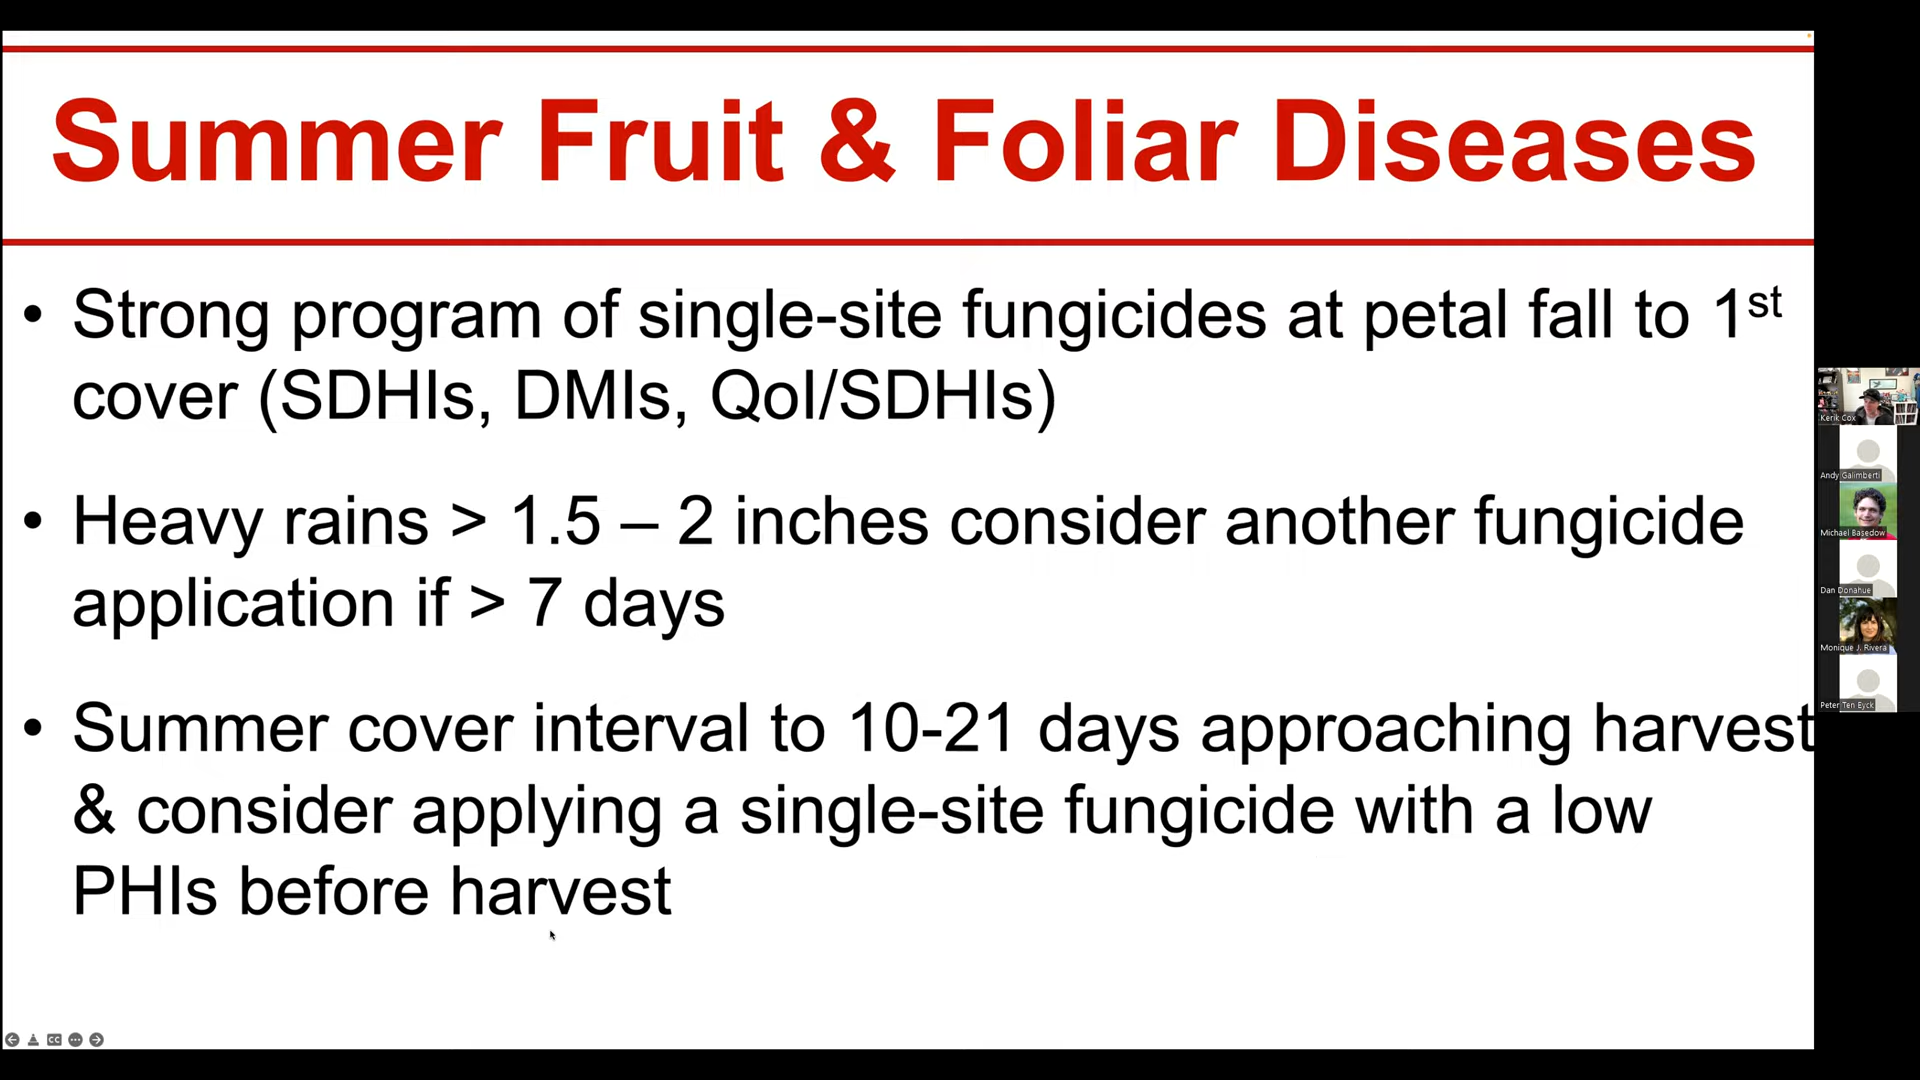 Summer Fruit & Foliar Diseases
• Strong program of single-site fungicides at petal fall to 1st
cover (SDHIs, DMIs, QoI/SDHIs)
• Heavy rains > 1.5 – 2 inches consider another fungicide
application if > 7 days
• Summer cover interval to 10-21 days approaching harvest
& consider applying a single-site fungicide with a low
PHIs before harvest
Kerik Cox
Andy Galimberti
Michael Basedow
Dan Donahue
Monique J. Rivera
Peter Ten Eyck
CC